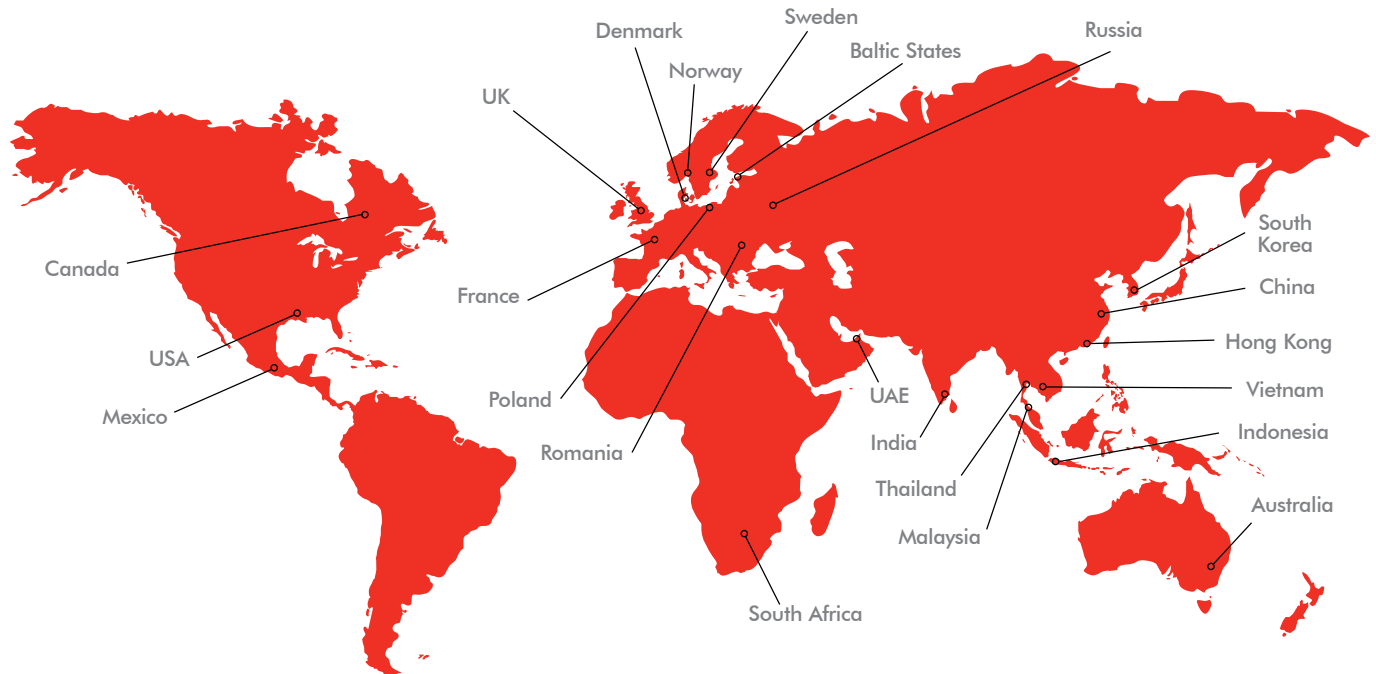 Sweden
Denmark
Russia
Baltic States
Norway
UK
South
Korea
Canada
China
France
Hong Kong
USA
Vietnam
UAE
Poland
Mexico
Indonesia
India
Romania
Thailand
Australia
Malaysia
South Africa